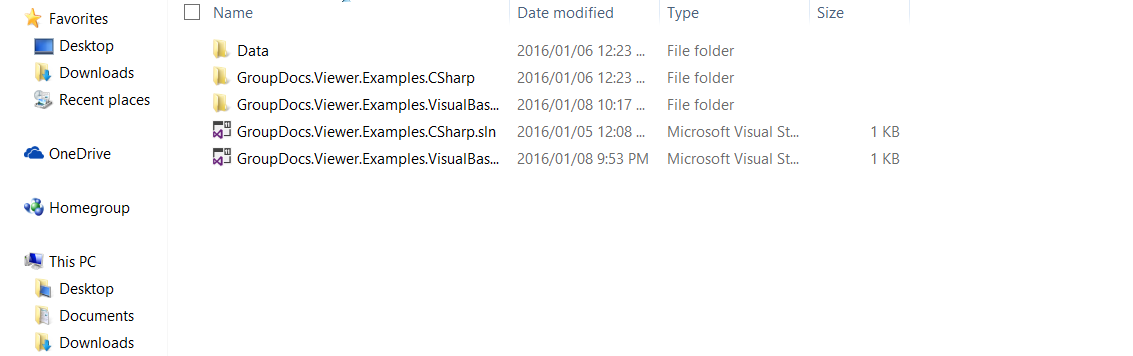 Favorites
Desktop
Downloads
Recent places
OneDrive
Homegroup
This PC
Desktop
Documents
Downloads
Name Date modified Type Size
Data 2016/01/06 12:23 ... File folder
GroupDocs.Viewer.Examples.CSharp 2016/01/06 12:23 ... File folder
GroupDocs.Viewer.Examples.VisualBas... 2016/01/08 10:17 ... File folder
GroupDocs.Viewer.Examples.CSharp.sln 2016/01/05 12:08 ... Microsoft Visual St... 1 KB
GroupDocs.Viewer.Examples.VisualBas... 2016/01/08 9:53 PM Microsoft Visual St... 1 KB